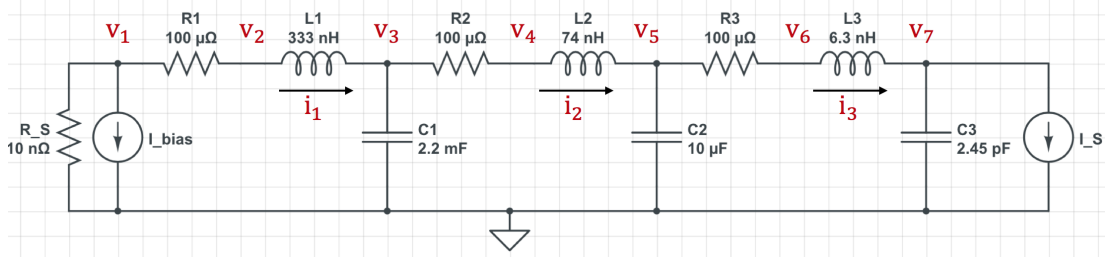 v₁
R1
100 μΩ
v₂
L1
333 nH
v₃
R2
100 μΩ
v₄
L2
74 nH
v₅
R3
100 μΩ
v₆
L3
6.3 nH
v₇
i₁
i₂
i₃
R_S
10 nΩ
I_bias
C1
2.2 mF
C2
10 μF
C3
2.45 pF
I_S